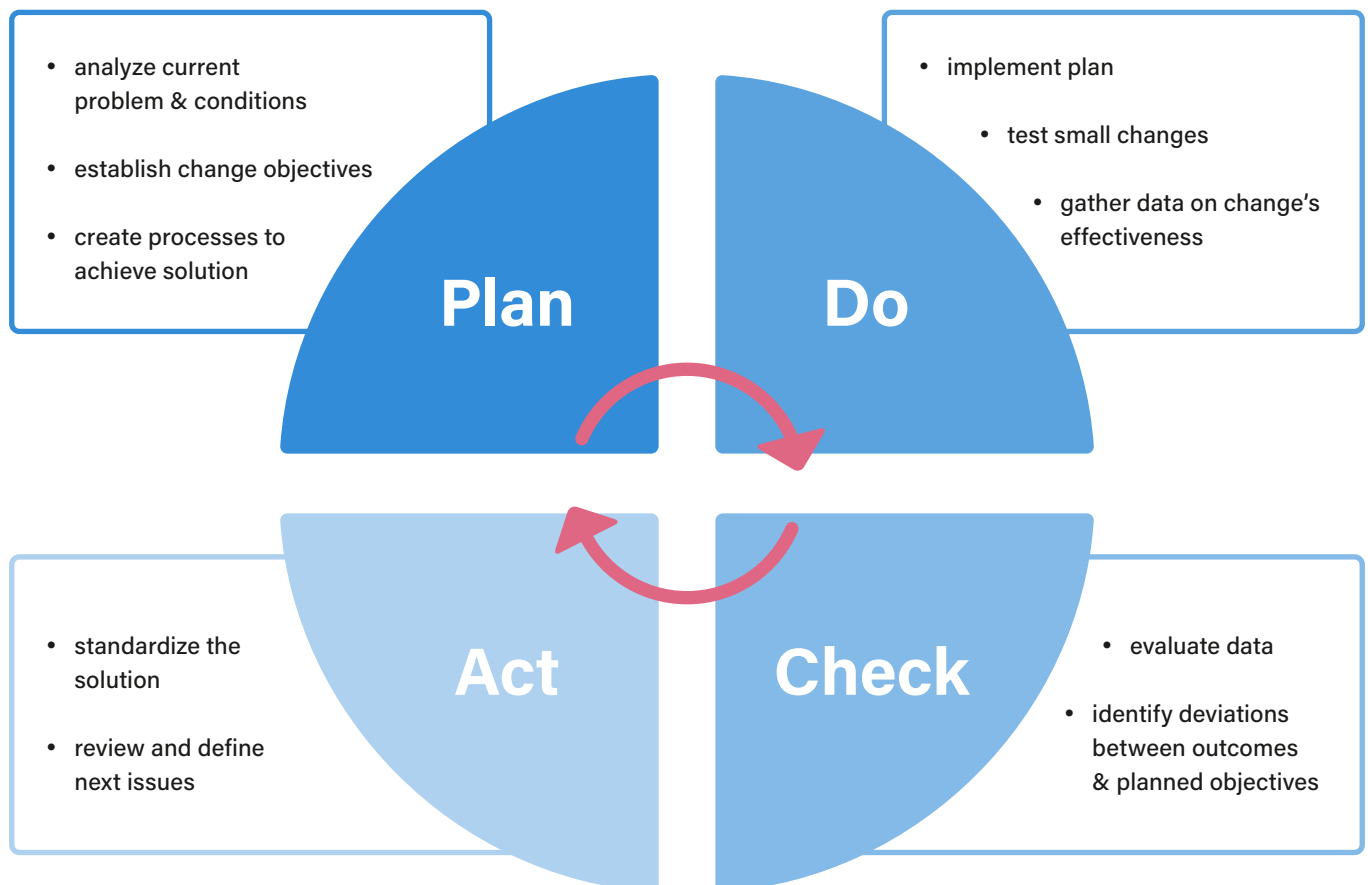 • analyze current
problem & conditions
• establish change objectives
• create processes to
achieve solution
Plan
• implement plan
• test small changes
• gather data on change’s
effectiveness
Do
• standardize the
solution
• review and define
next issues
Act
• evaluate data
• identify deviations
between outcomes
& planned objectives
Check